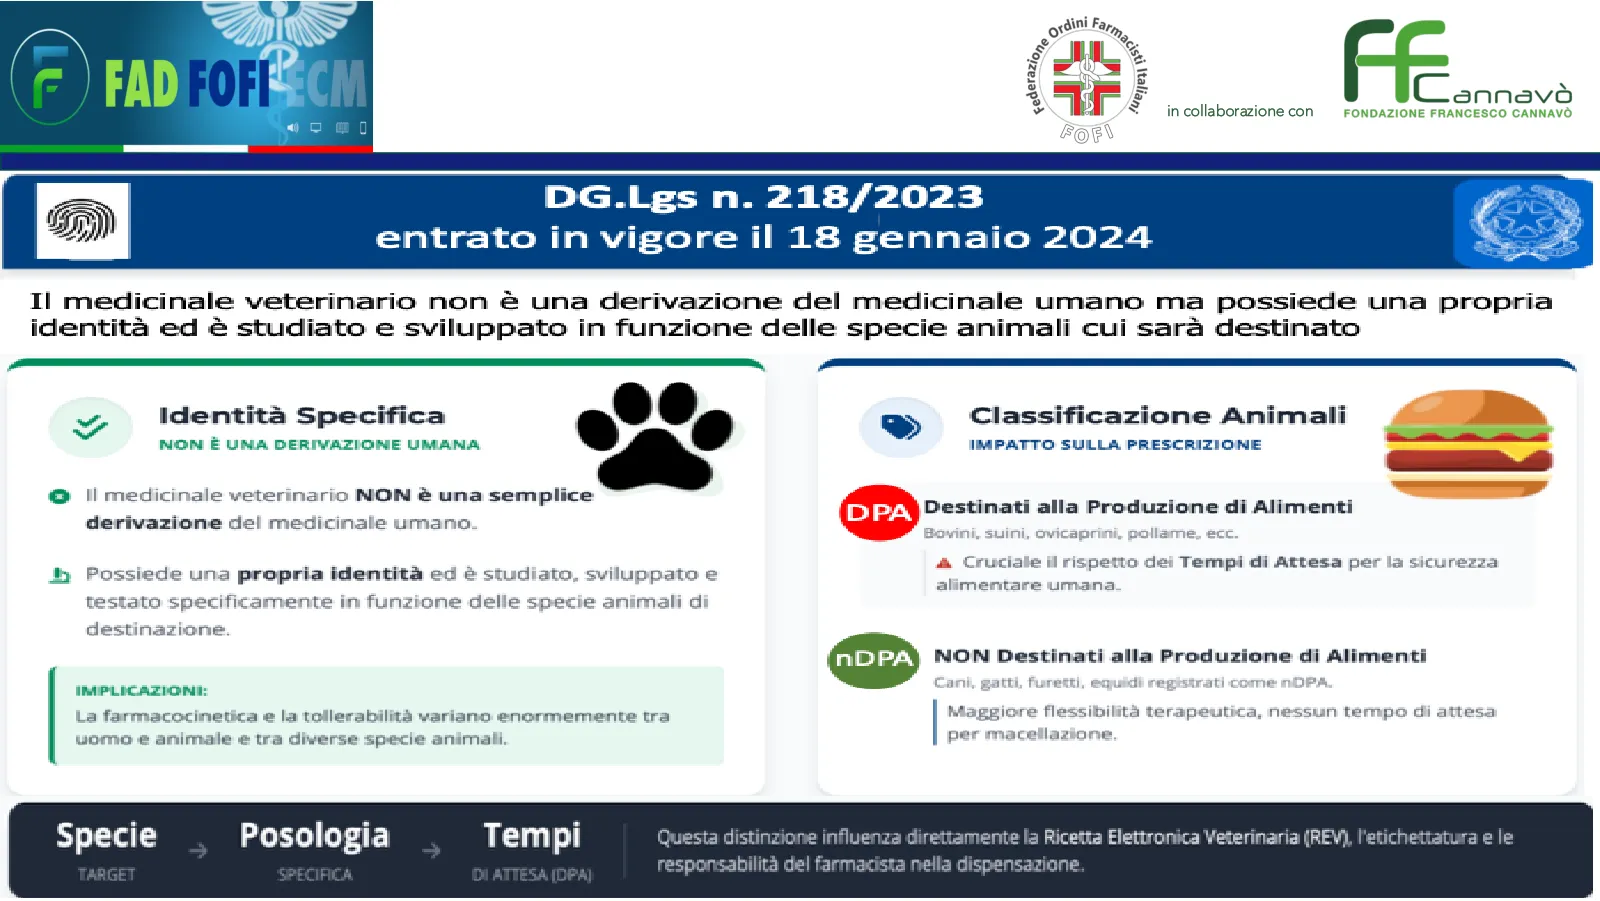 FAD FOFI ECM
Federazione Ordini Farmacisti Italiani
FOFI
in collaborazione con
Cannavò
FONDAZIONE FRANCESCO CANNAVÒ
DG.Lgs n. 218/2023
entrato in vigore il 18 gennaio 2024
Il medicinale veterinario non è una derivazione del medicinale umano ma possiede una propria
identità ed è studiato e sviluppato in funzione delle specie animali cui sarà destinato
Identità Specifica
NON È UNA DERIVAZIONE UMANA
Il medicinale veterinario NON è una semplice
derivazione del medicinale umano.
Possiede una propria identità ed è studiato, sviluppato e
testato specificamente in funzione delle specie animali di
destinazione.
IMPLICAZIONI:
La farmacocinetica e la tollerabilità variano enormemente tra
uomo e animale e tra diverse specie animali.
Classificazione Animali
IMPATTO SULLA PRESCRIZIONE
DPA
Destinati alla Produzione di Alimenti
Bovini, suini, ovicaprini, pollame, ecc.
Cruciale il rispetto dei Tempi di Attesa per la sicurezza
alimentare umana.
nDPA
NON Destinati alla Produzione di Alimenti
Cani, gatti, furetti, equidi registrati come nDPA.
Maggiore flessibilità terapeutica, nessun tempo di attesa
per macellazione.
Specie
TARGET
Posologia
SPECIFICA
Tempi
DI ATTESA (DPA)
Questa distinzione influenza direttamente la Ricetta Elettronica Veterinaria (REV), l'etichettatura e le
responsabilità del farmacista nella dispensazione.